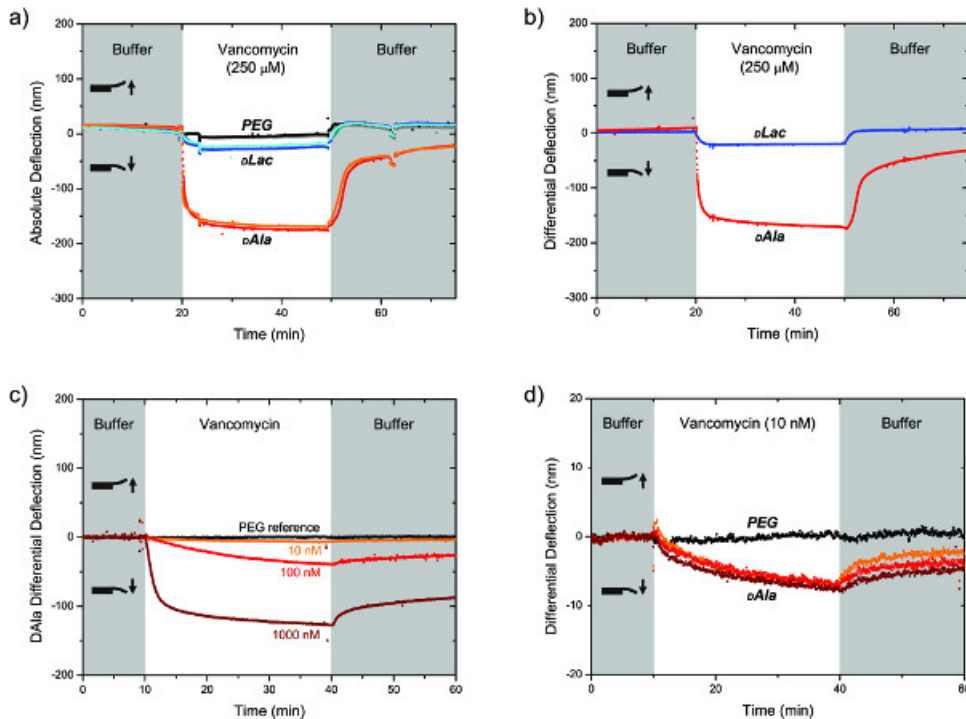 a)
Buffer
Vancomycin
(250 μM)
Buffer
PEG
DLac
DAla
Absolute Deflection (nm)
200
100
0
-100
-200
-300
0
20
40
60
Time (min)
b)
Buffer
Vancomycin
(250 μM)
Buffer
DLac
DAla
Differential Deflection (nm)
200
100
0
-100
-200
-300
0
20
40
60
Time (min)
c)
Buffer
Vancomycin
Buffer
PEG reference
10 nM
100 nM
1000 nM
DAla Differential Deflection (nm)
200
100
0
-100
-200
0
10
20
30
40
50
60
Time (min)
d)
Buffer
Vancomycin (10 nM)
Buffer
PEG
DAla
Differential Deflection (nm)
20
10
0
-10
-20
0
10
20
30
40
50
60
Time (min)